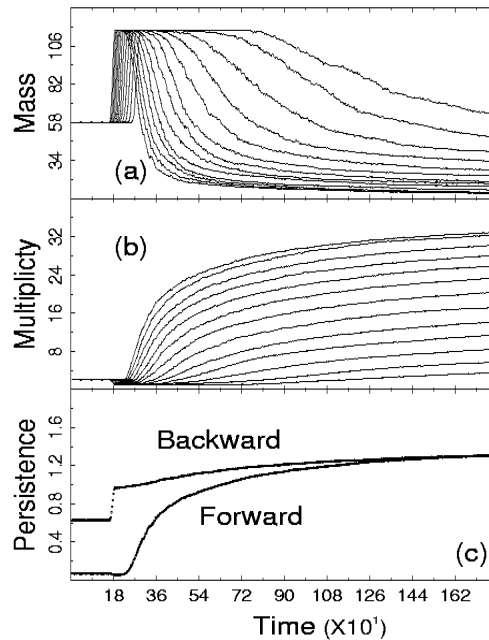 106
82
58
34
Mass
(a)
32
24
16
8
Multiplicty
(b)
1.6
1.2
0.8
0.4
Persistence
Backward
Forward
(c)
18 36 54 72 90 108 126 144 162
Time (X10¹)